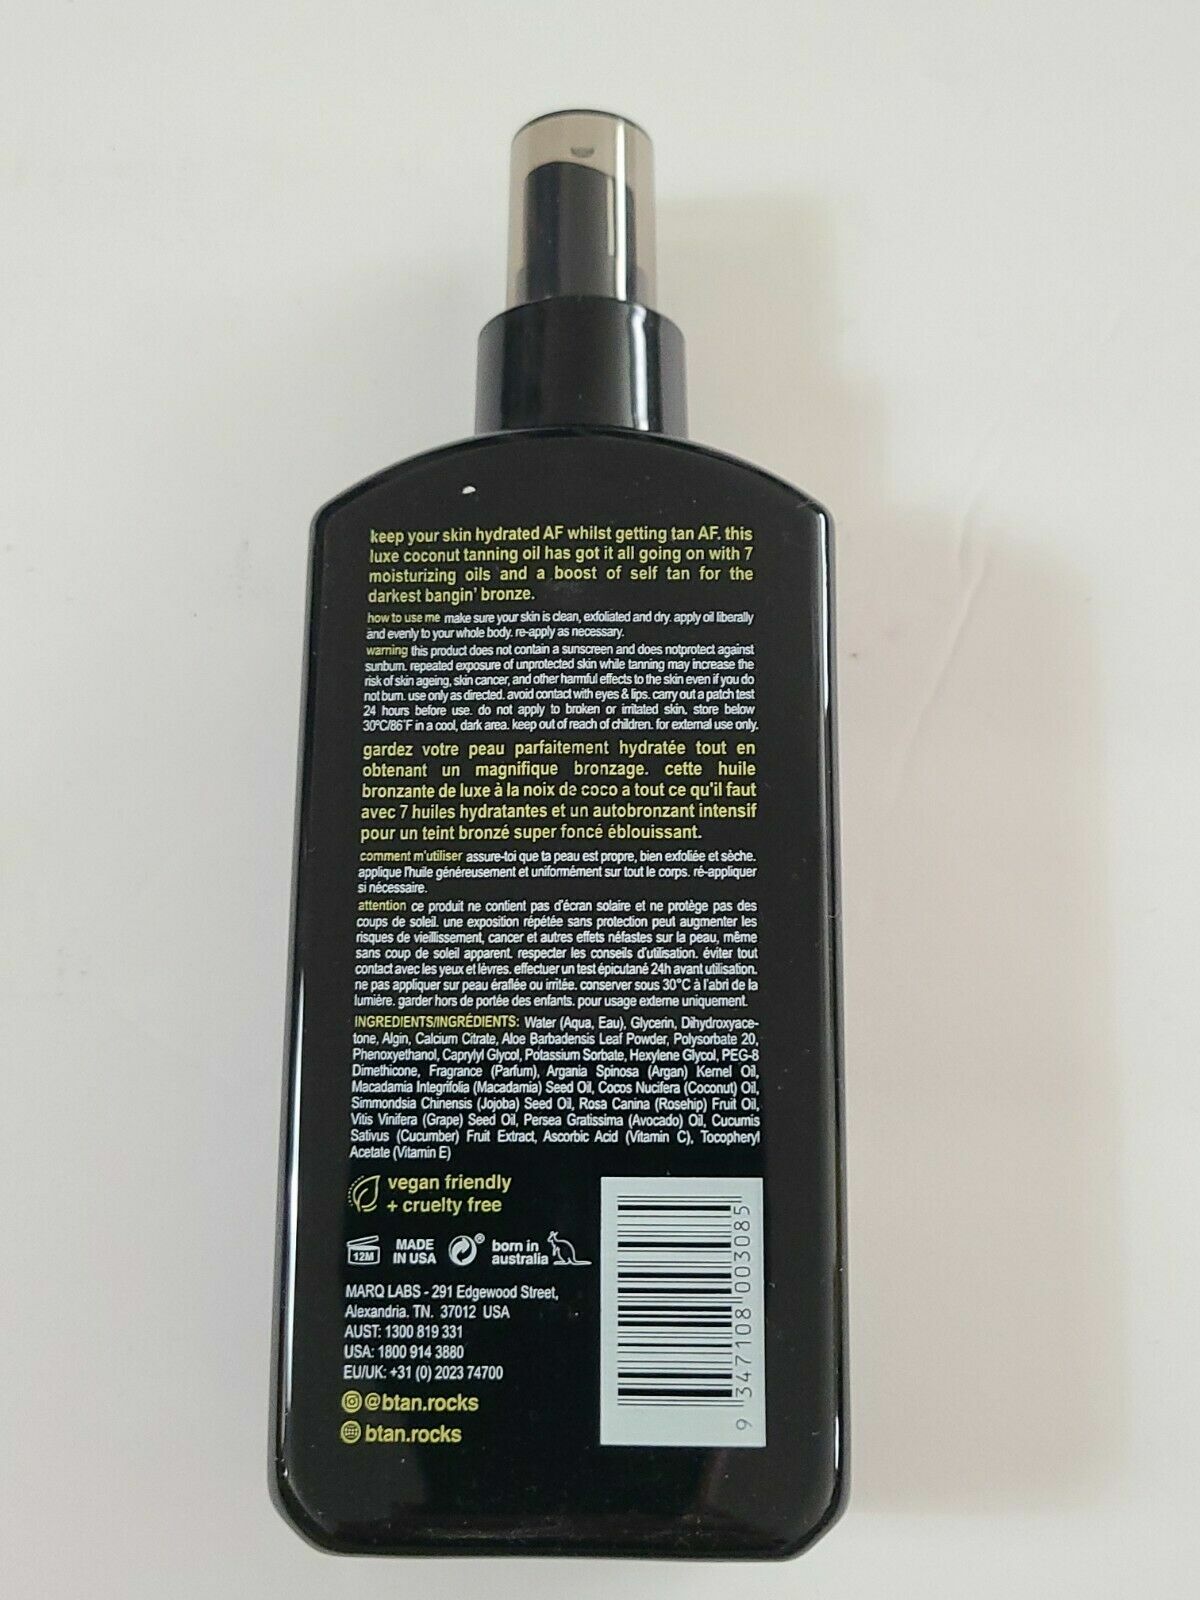 keep your skin hydrated AF whilst getting tan AF. this
luxe coconut tanning oil has got it all going on with 7
moisturizing oils and a boost of self tan for the
darkest bangin' bronze.
how to use me make sure your skin is clean, exfoliated and dry. apply oil liberally
and evenly to your whole body. re-apply as necessary.
warning this product does not contain a sunscreen and does notprotect against
sunburn. repeated exposure of unprotected skin while tanning may increase the
risk of skin ageing, skin cancer, and other harmful effects to the skin even if you do
not burn. use only as directed. avoid contact with eyes & lips. carry out a patch test
24 hours before use. do not apply to broken or irritated skin. store below
30°C/86°F in a cool, dark area. keep out of reach of children. for external use only.
gardez votre peau parfaitement hydratée tout en
obtenant un magnifique bronzage. cette huile
bronzante de luxe à la noix de coco a tout ce qu'il faut
avec 7 huiles hydratantes et un autobronzant intensif
pour un teint bronzé super foncé éblouissant.
comment m'utiliser assure-toi que ta peau est propre, bien exfoliée et sèche.
applique l'huile généreusement et uniformément sur tout le corps. ré-appliquer
si nécessaire.
attention ce produit ne contient pas d'écran solaire et ne protège pas des
coups de soleil. une exposition répétée sans protection peut augmenter les
risques de vieillissement, cancer et autres effets néfastes sur la peau, même
sans coup de soleil apparent. respecter les conseils d'utilisation. éviter tout
contact avec les yeux et lèvres. effectuer un test épicutané 24h avant utilisation.
ne pas appliquer sur peau éraflée ou irritée. conserver sous 30°C à l'abri de la
lumière. garder hors de portée des enfants. pour usage externe uniquement.
INGREDIENTS/INGRÉDIENTS: Water (Aqua, Eau), Glycerin, Dihydroxyace-
tone, Algin, Calcium Citrate, Aloe Barbadensis Leaf Powder, Polysorbate 20,
Phenoxyethanol, Caprylyl Glycol, Potassium Sorbate, Hexylene Glycol, PEG-8
Dimethicone, Fragrance (Parfum), Argania Spinosa (Argan) Kernel Oil,
Macadamia Integrifolia (Macadamia) Seed Oil, Cocos Nucifera (Coconut) Oil,
Simmondsia Chinensis (Jojoba) Seed Oil, Rosa Canina (Rosehip) Fruit Oil,
Vitis Vinifera (Grape) Seed Oil, Persea Gratissima (Avocado) Oil, Cucumis
Sativus (Cucumber) Fruit Extract, Ascorbic Acid (Vitamin C), Tocopheryl
Acetate (Vitamin E)
vegan friendly
+ cruelty free
12M
MADE
IN USA
®
born in
australia
MARQ LABS - 291 Edgewood Street,
Alexandria. TN. 37012 USA
AUST: 1300 819 331
USA: 1800 914 3880
EU/UK: +31 (0) 2023 74700
@btan.rocks
btan.rocks
9 347108 003085